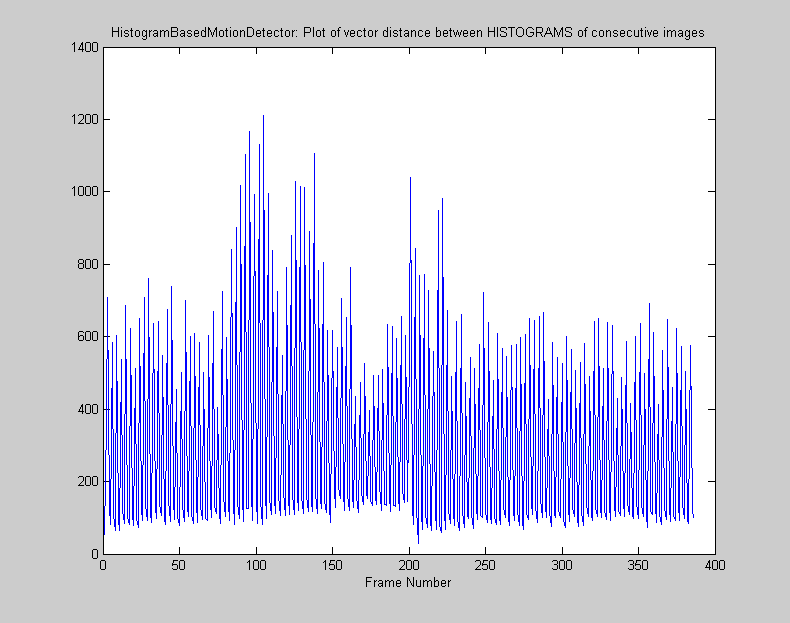 HistogramBasedMotionDetector: Plot of vector distance between HISTOGRAMS of consecutive images
1400
1200
1000
800
600
400
200
0
0 50 100 150 200 250 300 350 400
Frame Number